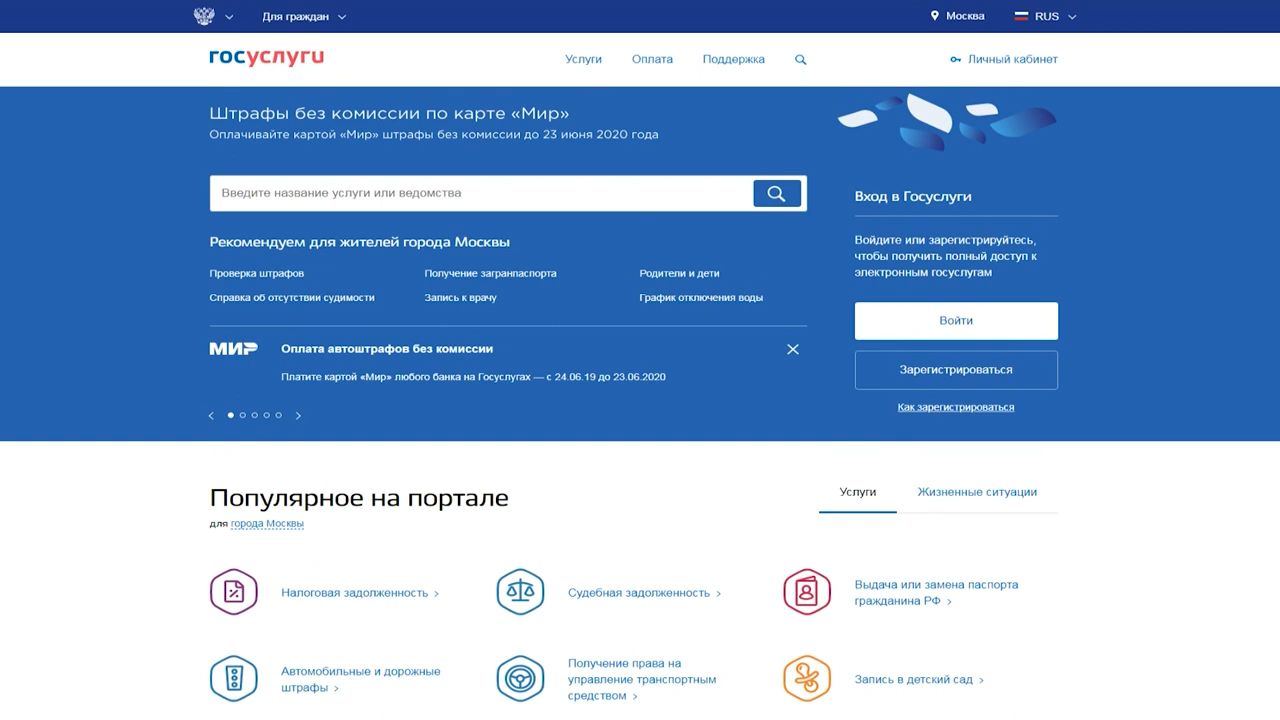 Для граждан
Москва
RUS
госуслуги
Услуги
Оплата
Поддержка
Личный кабинет
Штрафы без комиссии по карте «Мир»
Оплачивайте картой «Мир» штрафы без комиссии до 23 июня 2020 года
Введите название услуги или ведомства
Рекомендуем для жителей города Москвы
Проверка штрафов
Получение загранпаспорта
Родители и дети
Справка об отсутствии судимости
Запись к врачу
График отключения воды
МИР
Оплата автоштрафов без комиссии
Платите картой «Мир» любого банка на Госуслугах — с 24.06.19 до 23.06.2020
Вход в Госуслуги
Войдите или зарегистрируйтесь,
чтобы получить полный доступ к
электронным госуслугам
Войти
Зарегистрироваться
Как зарегистрироваться
Популярное на портале
для города Москвы
Услуги
Жизненные ситуации
Налоговая задолженность
Судебная задолженность
Выдача или замена паспорта
гражданина РФ
Автомобильные и дорожные
штрафы
Получение права на
управление транспортным
средством
Запись в детский сад